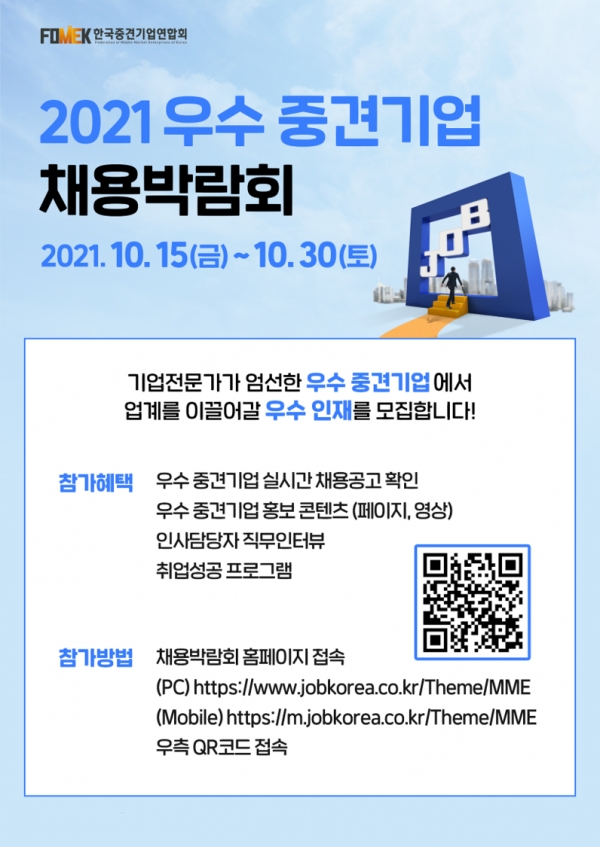 FOMEK 한국중견기업연합회
Federation of Middle Market Enterprises of Korea
2021 우수 중견기업
채용박람회
2021. 10. 15(금) ~ 10. 30(토)
JOB
기업전문가가 엄선한 우수 중견기업에서
업계를 이끌어갈 우수 인재를 모집합니다!
참가혜택 우수 중견기업 실시간 채용공고 확인
우수 중견기업 홍보 콘텐츠 (페이지, 영상)
인사담당자 직무인터뷰
취업성공 프로그램
참가방법 채용박람회 홈페이지 접속
(PC) https://www.jobkorea.co.kr/Theme/MME
(Mobile) https://m.jobkorea.co.kr/Theme/MME
우측 QR코드 접속